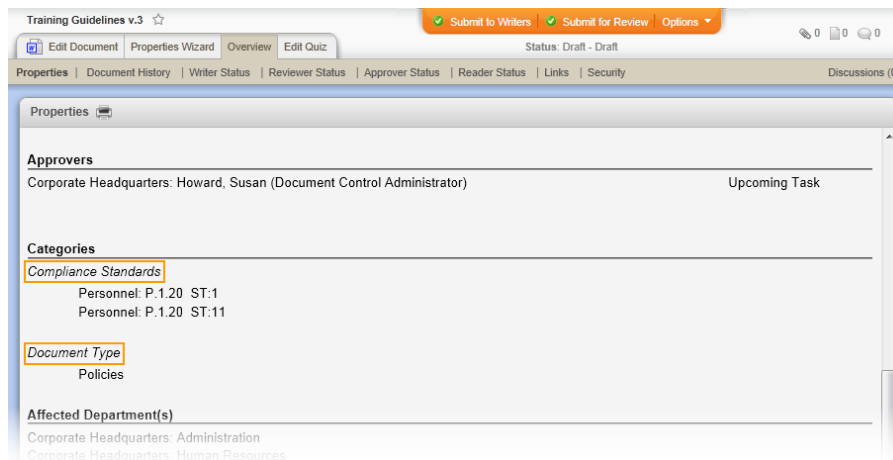 Training Guidelines v.3
Submit to Writers Submit for Review Options
0 0 0
Edit Document Properties Wizard Overview Edit Quiz
Status: Draft - Draft
Properties | Document History | Writer Status | Reviewer Status | Approver Status | Reader Status | Links | Security
Discussions (
Properties
Approvers
Corporate Headquarters: Howard, Susan (Document Control Administrator) Upcoming Task
Categories
Compliance Standards
Personnel: P.1.20 ST:1
Personnel: P.1.20 ST:11
Document Type
Policies
Affected Department(s)
Corporate Headquarters: Administration
Corporate Headquarters: Human Resources